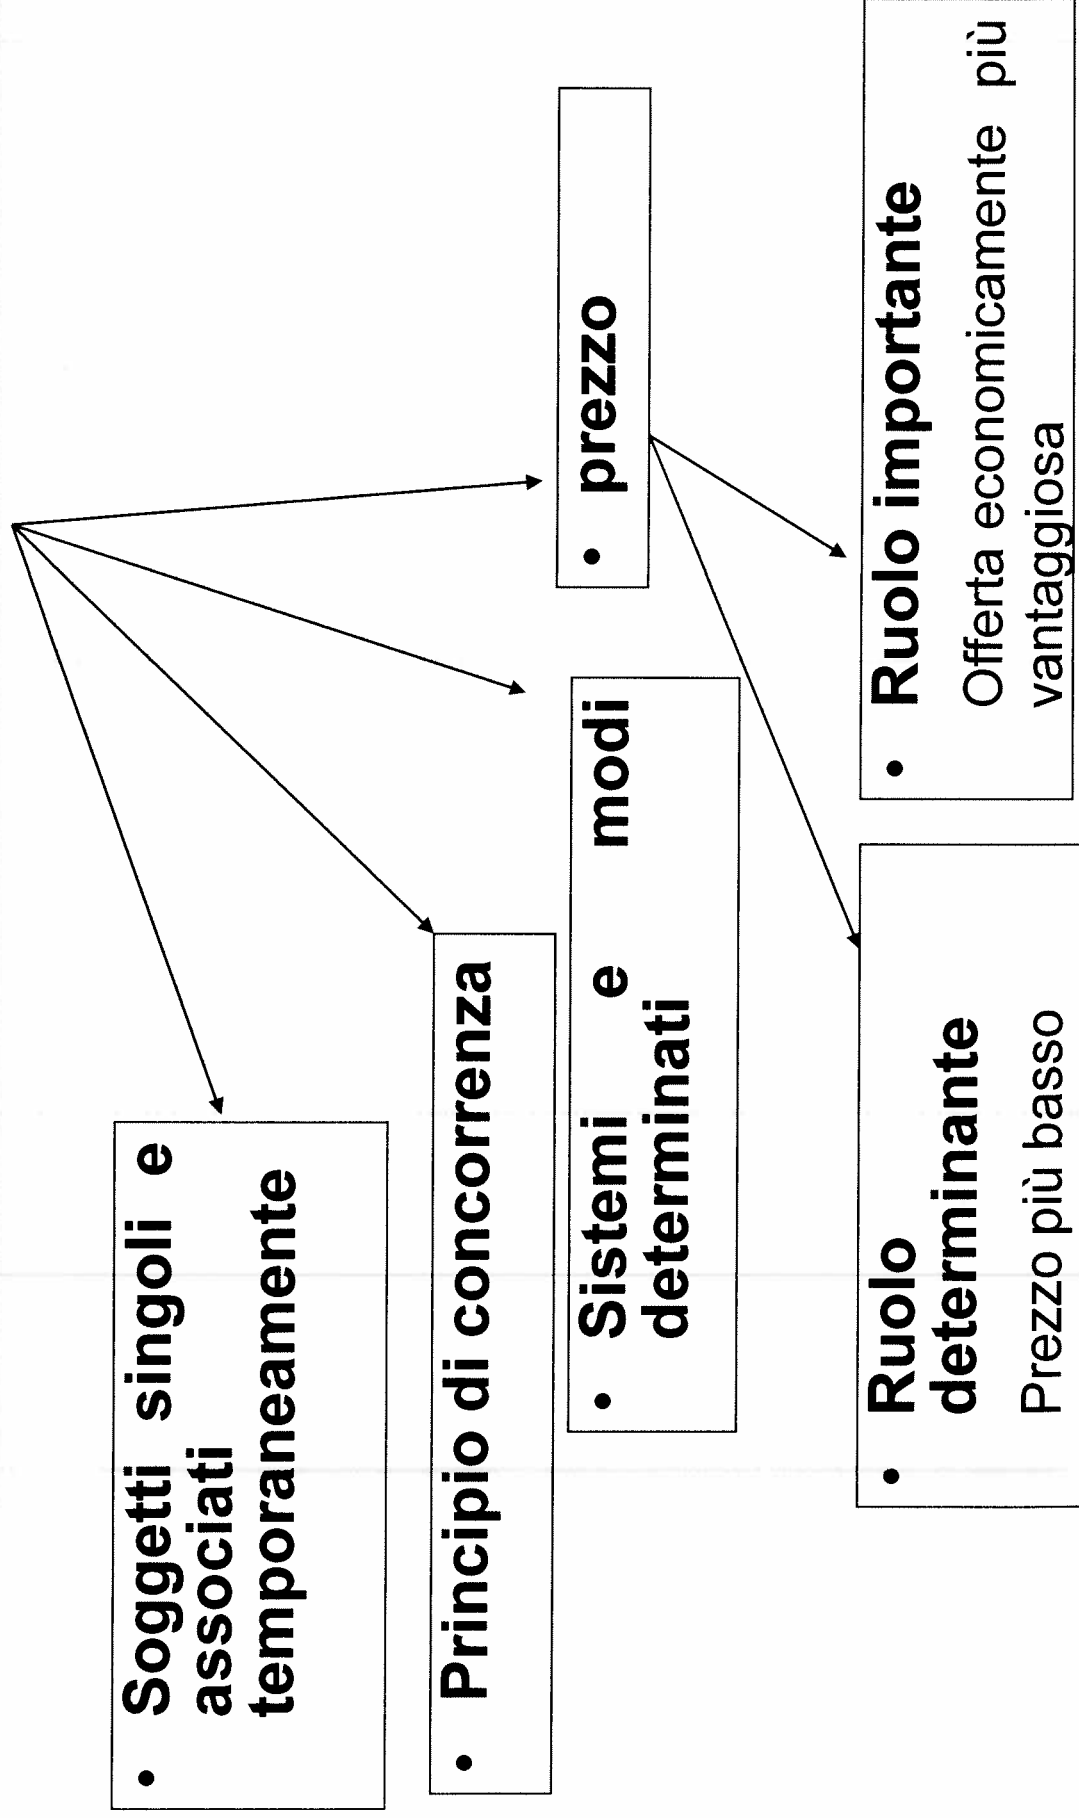 • Soggetti singoli e
associati
temporaneamente
• Principio di concorrenza
• Sistemi e modi
determinati
• prezzo
• Ruolo
determinante
Prezzo più basso
• Ruolo importante
Offerta economicamente più
vantaggiosa